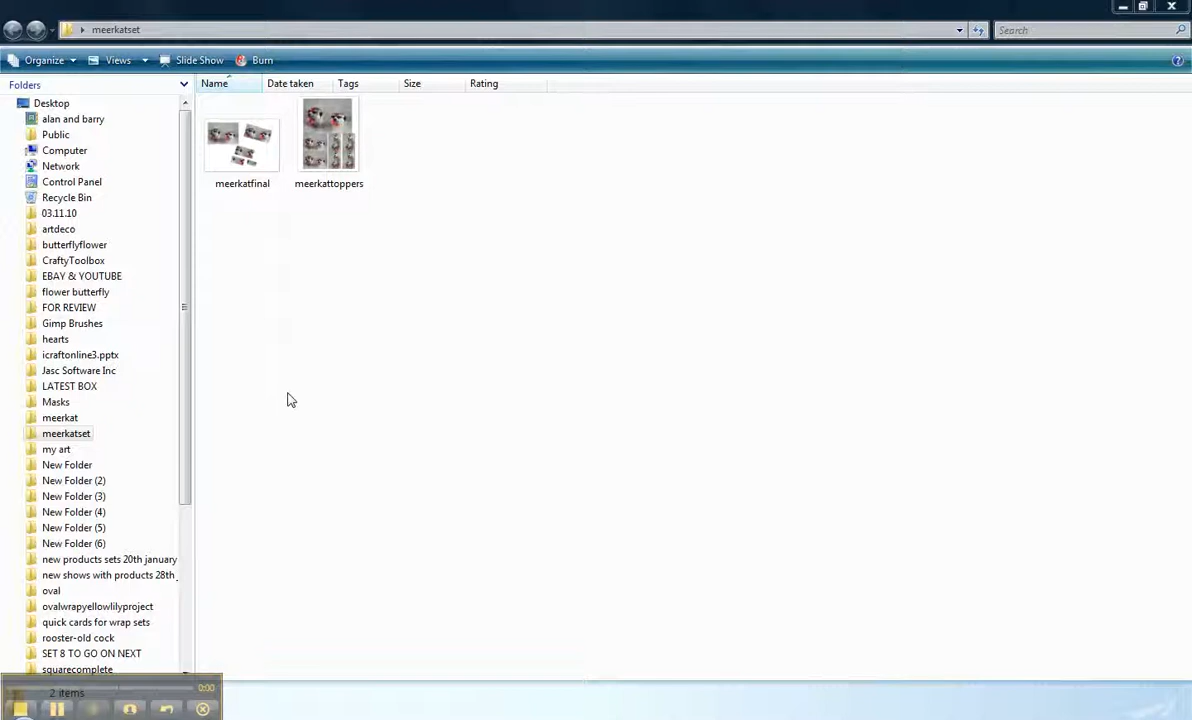 meerkatset
Search
Organize
Views
Slide Show
Burn
Folders
Name
Date taken
Tags
Size
Rating
Desktop
alan and barry
Public
Computer
Network
Control Panel
Recycle Bin
03.11.10
artdeco
butterflyflower
CraftyToolbox
EBAY & YOUTUBE
flower butterfly
FOR REVIEW
Gimp Brushes
hearts
icraftonline3.pptx
Jasc Software Inc
LATEST BOX
Masks
meerkat
meerkatset
my art
New Folder
New Folder (2)
New Folder (3)
New Folder (4)
New Folder (5)
New Folder (6)
new products sets 20th january
new shows with products 28th
oval
ovalwrapyellowlilyproject
quick cards for wrap sets
rooster-old cock
SET 8 TO GO ON NEXT
squarecomplete
meerkatfinal
meerkattoppers
0:00
2 items